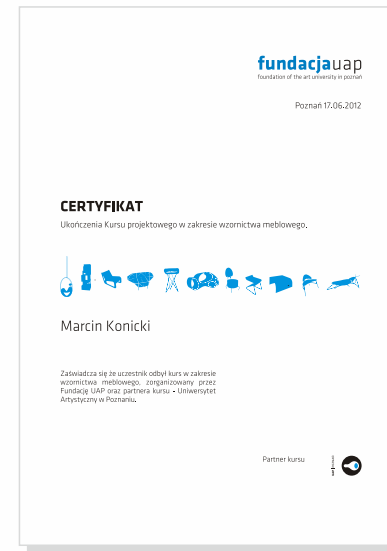 fundacjauap
foundation of the art university in poznań
Poznań 17.06.2012
CERTYFIKAT
Ukończenia Kursu projektowego w zakresie wzornictwa meblowego.
Marcin Konicki
Zaświadcza się że uczestnik odbył kurs w zakresie
wzornictwa meblowego, zorganizowany przez
Fundację UAP oraz partnera kursu - Uniwersytet
Artystyczny w Poznaniu.
Partner kursu